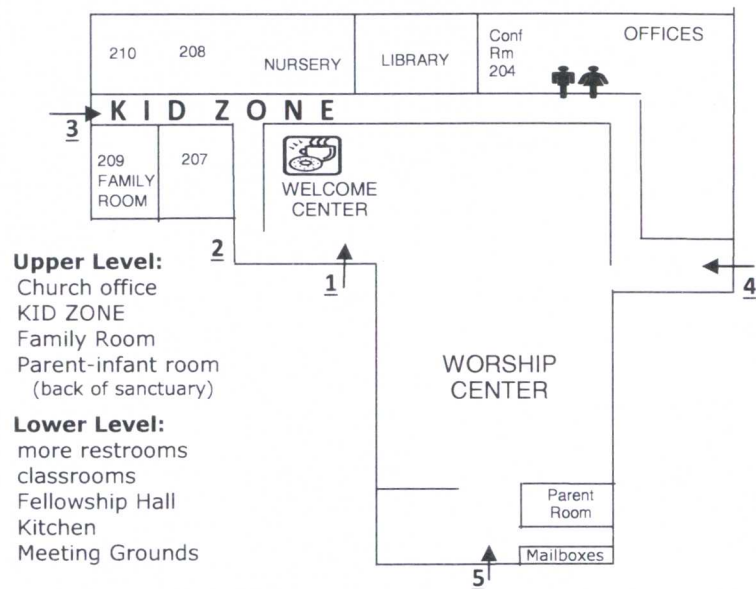 Conf
Rm
204
OFFICES
210
208
NURSERY
LIBRARY
KID ZONE
3
209
FAMILY
ROOM
207
WELCOME
CENTER
2
1
4
Upper Level:
Church office
KID ZONE
Family Room
Parent-infant room
(back of sanctuary)
WORSHIP
CENTER
Lower Level:
more restrooms
classrooms
Fellowship Hall
Kitchen
Meeting Grounds
Parent
Room
Mailboxes
5